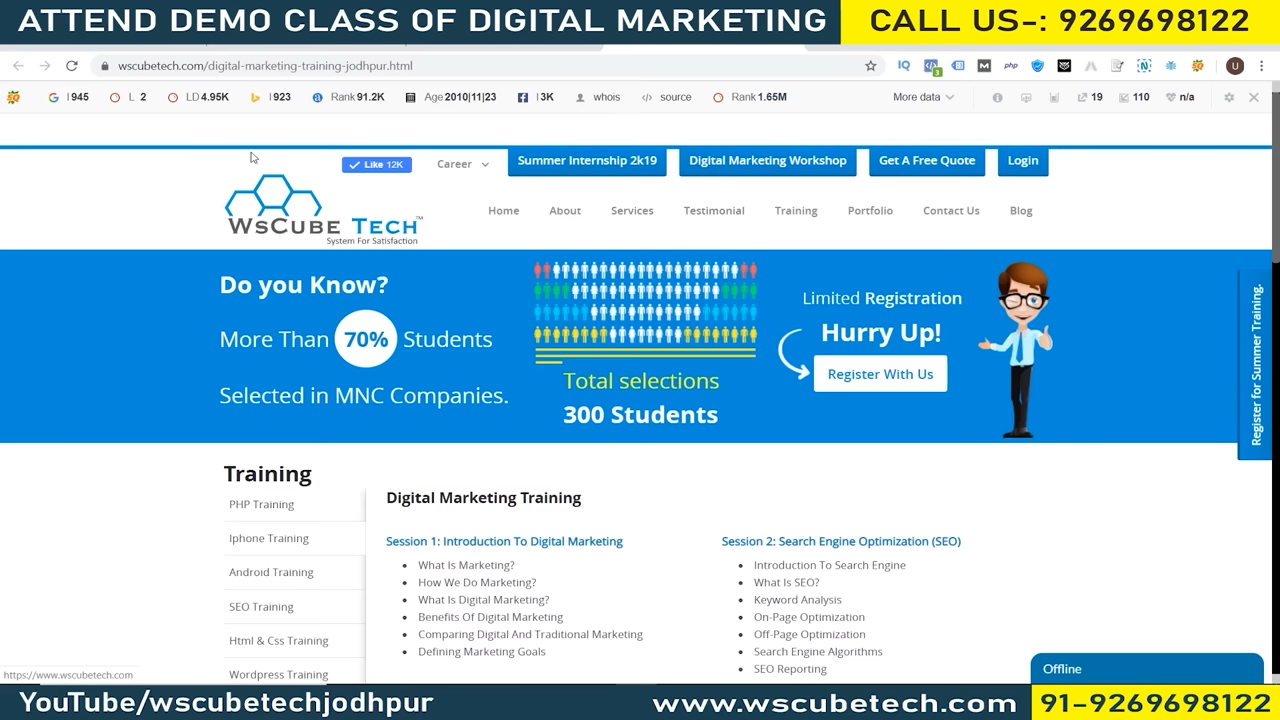 ATTEND DEMO CLASS OF DIGITAL MARKETING CALL US-: 9269698122
wscubetech.com/digital-marketing-training-jodhpur.html IQ 3 M php U
I 945 L 2 LD 4.95K I 923 Rank 91.2K Age 2010|11|23 I 3K whois source Rank 1.65M More data 19 110 n/a
Like 12K Career Summer Internship 2k19 Digital Marketing Workshop Get A Free Quote Login
WsCube Tech™
System For Satisfaction
Home About Services Testimonial Training Portfolio Contact Us Blog
Do you Know?
More Than 70% Students
Selected in MNC Companies.
Total selections
300 Students
Limited Registration
Hurry Up!
Register With Us
Register for Summer Training.
Training
PHP Training
Iphone Training
Android Training
SEO Training
Html & Css Training
Wordpress Training
Digital Marketing Training
Session 1: Introduction To Digital Marketing
What Is Marketing?
How We Do Marketing?
What Is Digital Marketing?
Benefits Of Digital Marketing
Comparing Digital And Traditional Marketing
Defining Marketing Goals
Session 2: Search Engine Optimization (SEO)
Introduction To Search Engine
What Is SEO?
Keyword Analysis
On-Page Optimization
Off-Page Optimization
Search Engine Algorithms
SEO Reporting
Offline
https://www.wscubetech.com
YouTube/wscubetechjodhpur www.wscubetech.com 91-9269698122